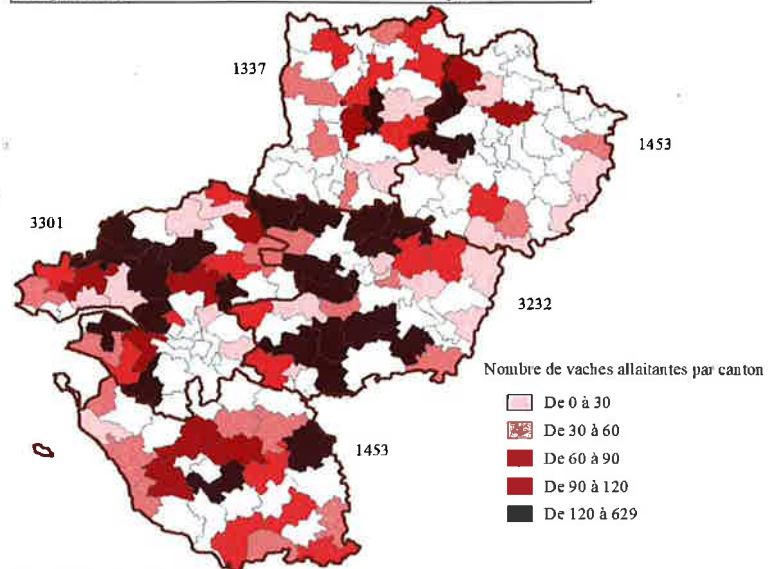 1337
1453
3301
3232
Nombre de vaches allaitantes par canton
De 0 à 30
De 30 à 60
De 60 à 90
1453
De 90 à 120
De 120 à 629